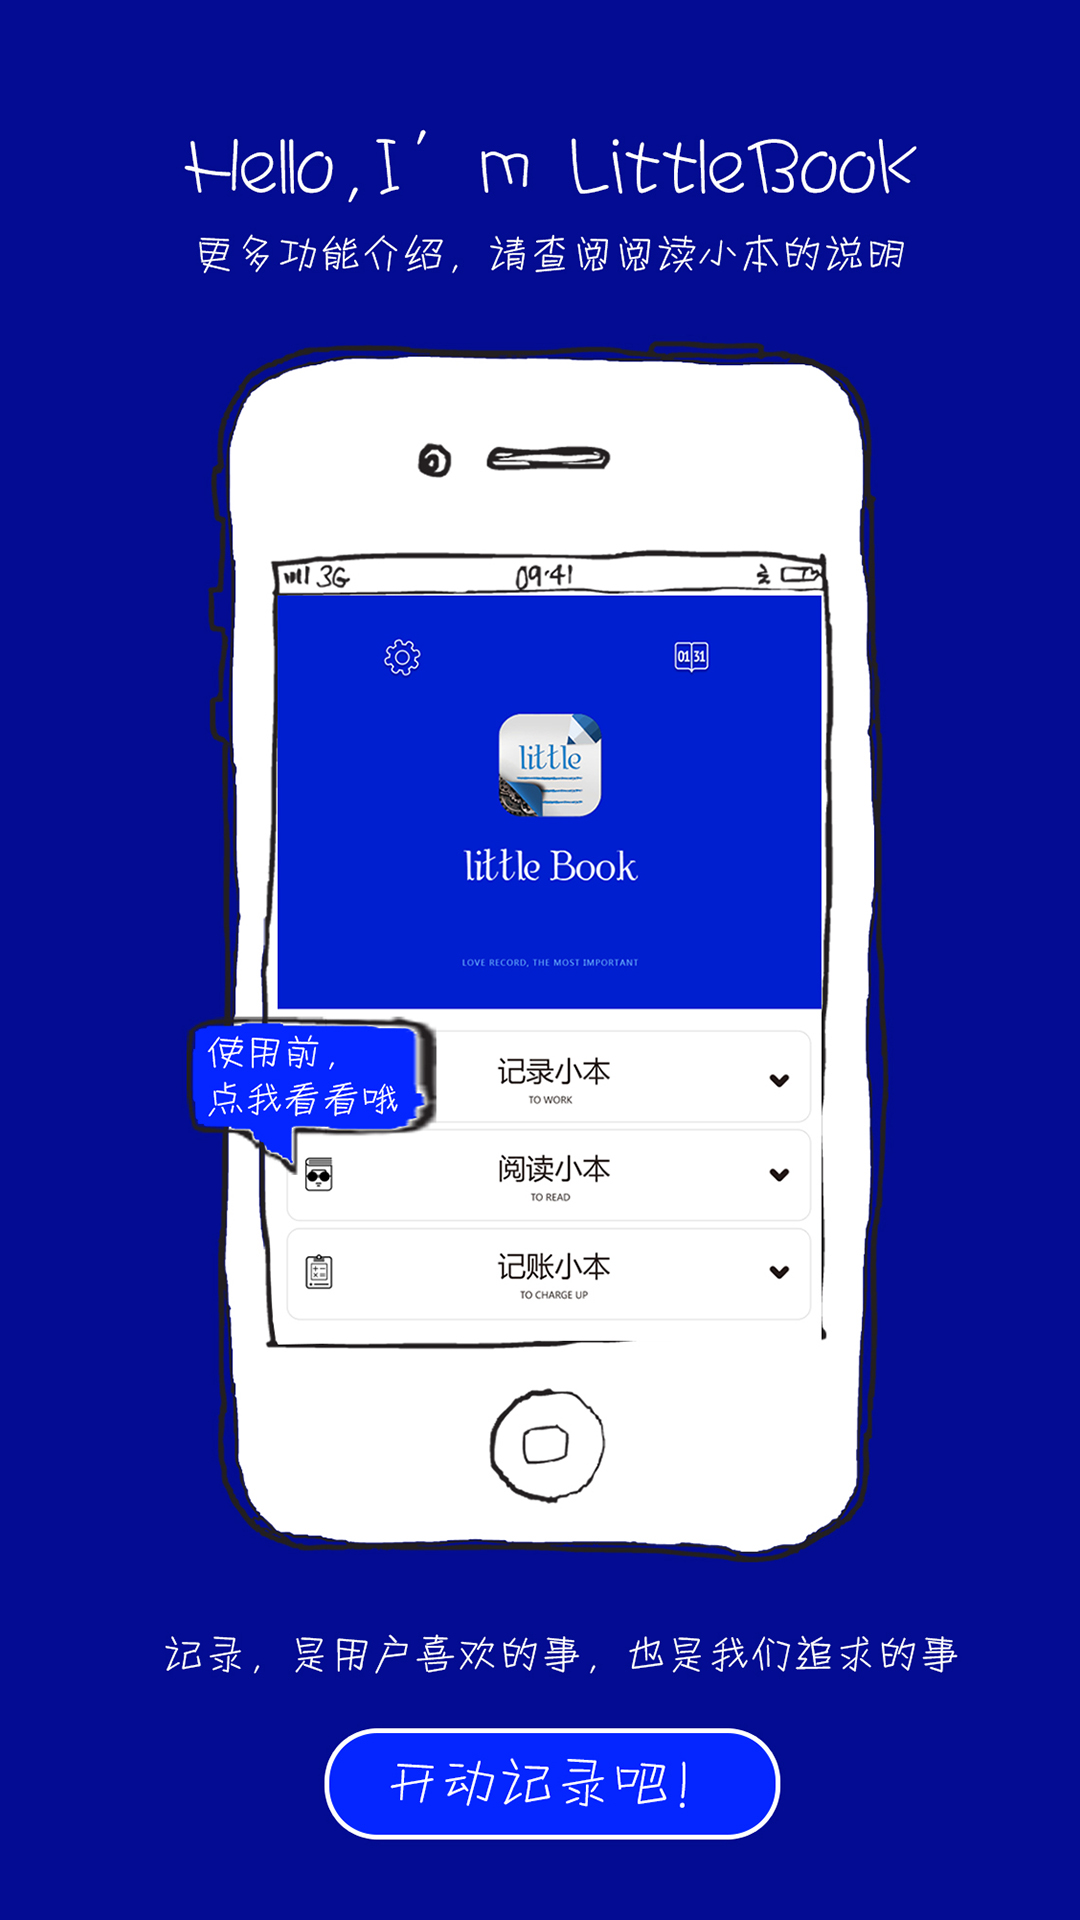 Hello,I'm LittleBook
更多功能介绍，请查阅阅读小本的说明
3G 09:41
01 31
little
little Book
LOVE RECORD, THE MOST IMPORTANT
使用前，
点我看看哦
记录小本
TO WORK
阅读小本
TO READ
记账小本
TO CHARGE UP
记录，是用户喜欢的事，也是我们追求的事
开动记录吧！